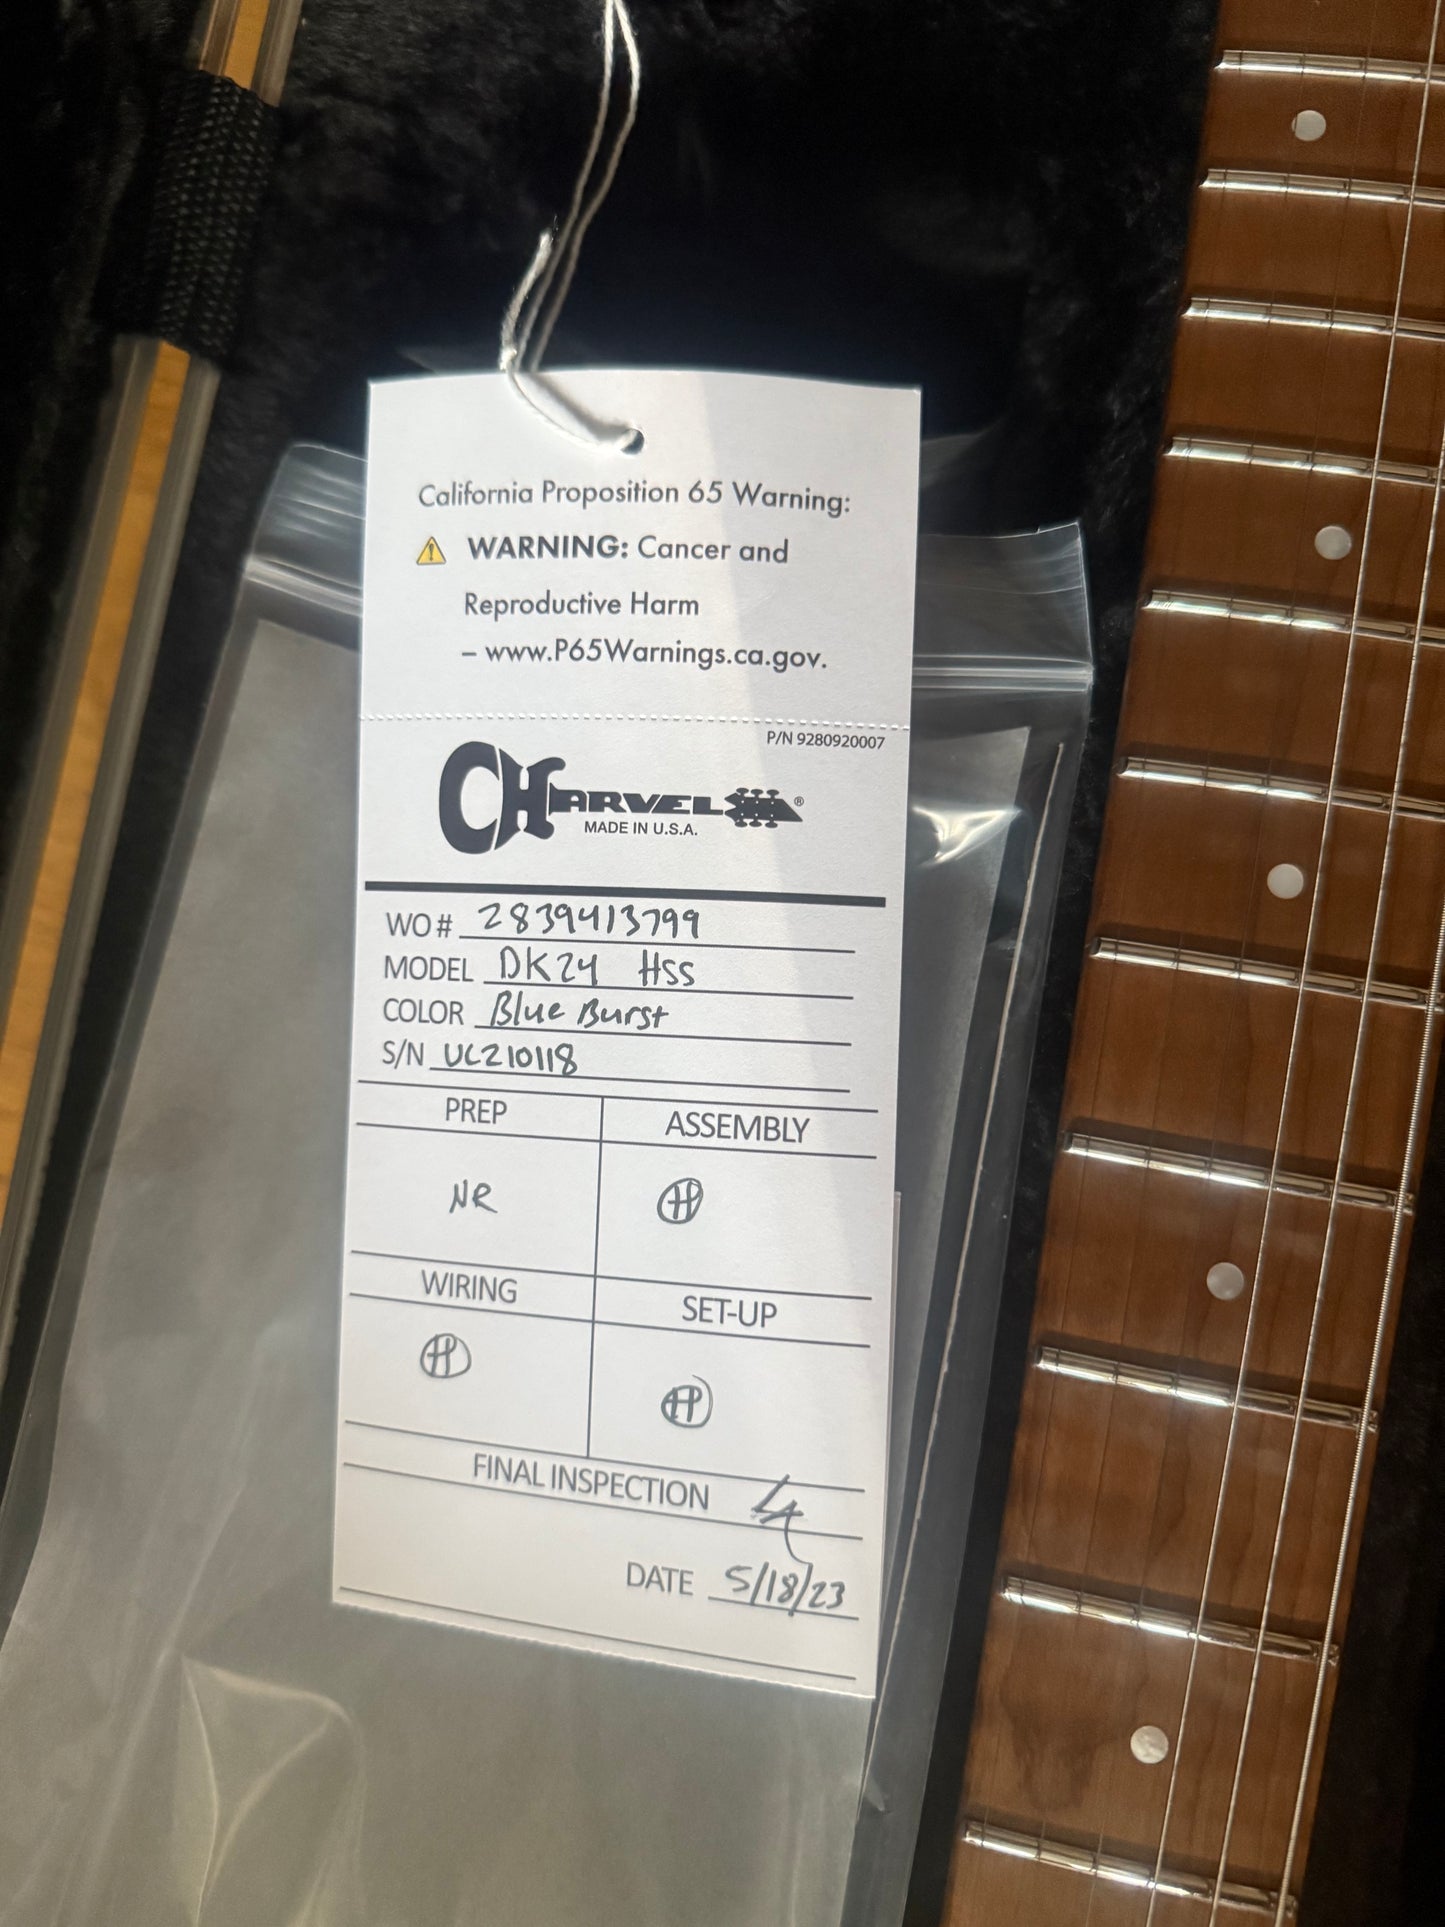 California Proposition 65 Warning:
WARNING: Cancer and
Reproductive Harm
– www.P65Warnings.ca.gov.
P/N 9280920007
CHARVEL®
MADE IN U.S.A.
WO# 2839413799
MODEL DK24 HSS
COLOR Blue Burst
S/N UC210118
PREP ASSEMBLY
NR
WIRING SET-UP
FINAL INSPECTION
DATE 5/18/23